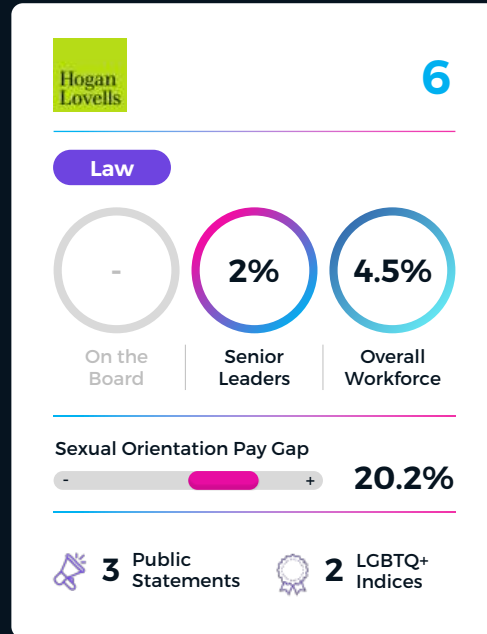 Hogan
Lovells
6
Law
-
2%
4.5%
On the
Board
Senior
Leaders
Overall
Workforce
Sexual Orientation Pay Gap
- +
20.2%
3 Public
Statements
2 LGBTQ+
Indices